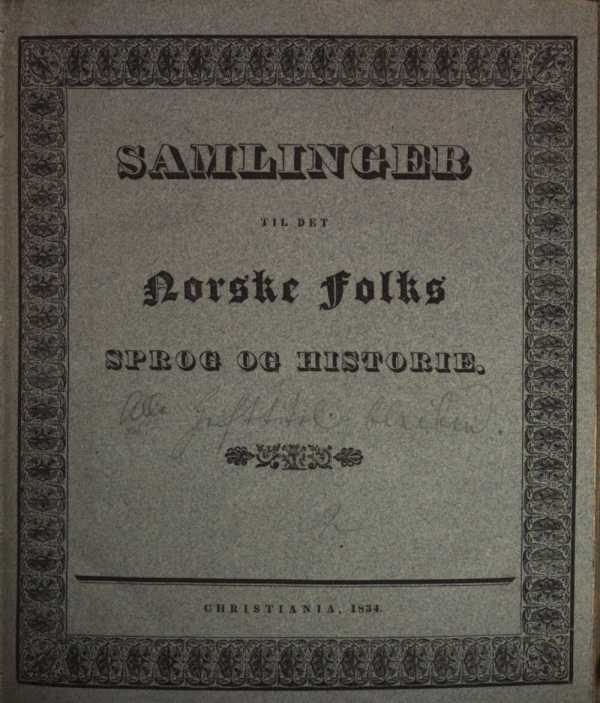 SAMLINGER
TIL DET
Norske Folks
SPROG OG HISTORIE.
CHRISTIANIA, 1834.